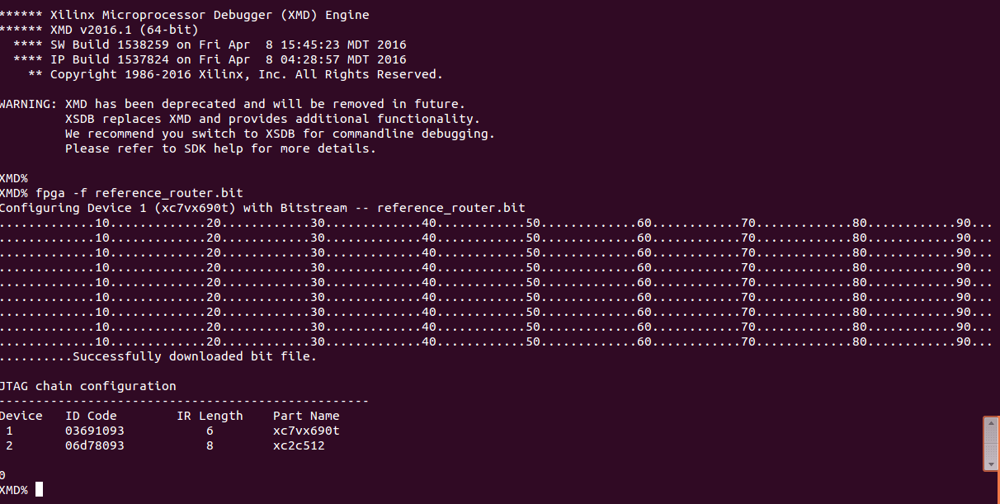 ****** Xilinx Microprocessor Debugger (XMD) Engine
****** XMD v2016.1 (64-bit)
  **** SW Build 1538259 on Fri Apr  8 15:45:23 MDT 2016
  **** IP Build 1537824 on Fri Apr  8 04:28:57 MDT 2016
    ** Copyright 1986-2016 Xilinx, Inc. All Rights Reserved.

WARNING: XMD has been deprecated and will be removed in future.
         XSDB replaces XMD and provides additional functionality.
         We recommend you switch to XSDB for commandline debugging.
         Please refer to SDK help for more details.

XMD%
XMD% fpga -f reference_router.bit
Configuring Device 1 (xc7vx690t) with Bitstream -- reference_router.bit
.............10.............20............30.............40............50.............60............70.............80............90...
.............10.............20............30.............40............50.............60............70.............80............90...
.............10.............20............30.............40............50.............60............70.............80............90...
.............10.............20............30.............40............50.............60............70.............80............90...
.............10.............20............30.............40............50.............60............70.............80............90...
.............10.............20............30.............40............50.............60............70.............80............90...
.............10.............20............30.............40............50.............60............70.............80............90...
.............10.............20............30.............40............50.............60............70.............80............90...
.............10.............20............30.............40............50.............60............70.............80............90...
..........Successfully downloaded bit file.

JTAG chain configuration
--------------------------------------------------
Device   ID Code        IR Length    Part Name
 1       03691093           6        xc7vx690t
 2       06d78093           8        xc2c512

0
XMD%